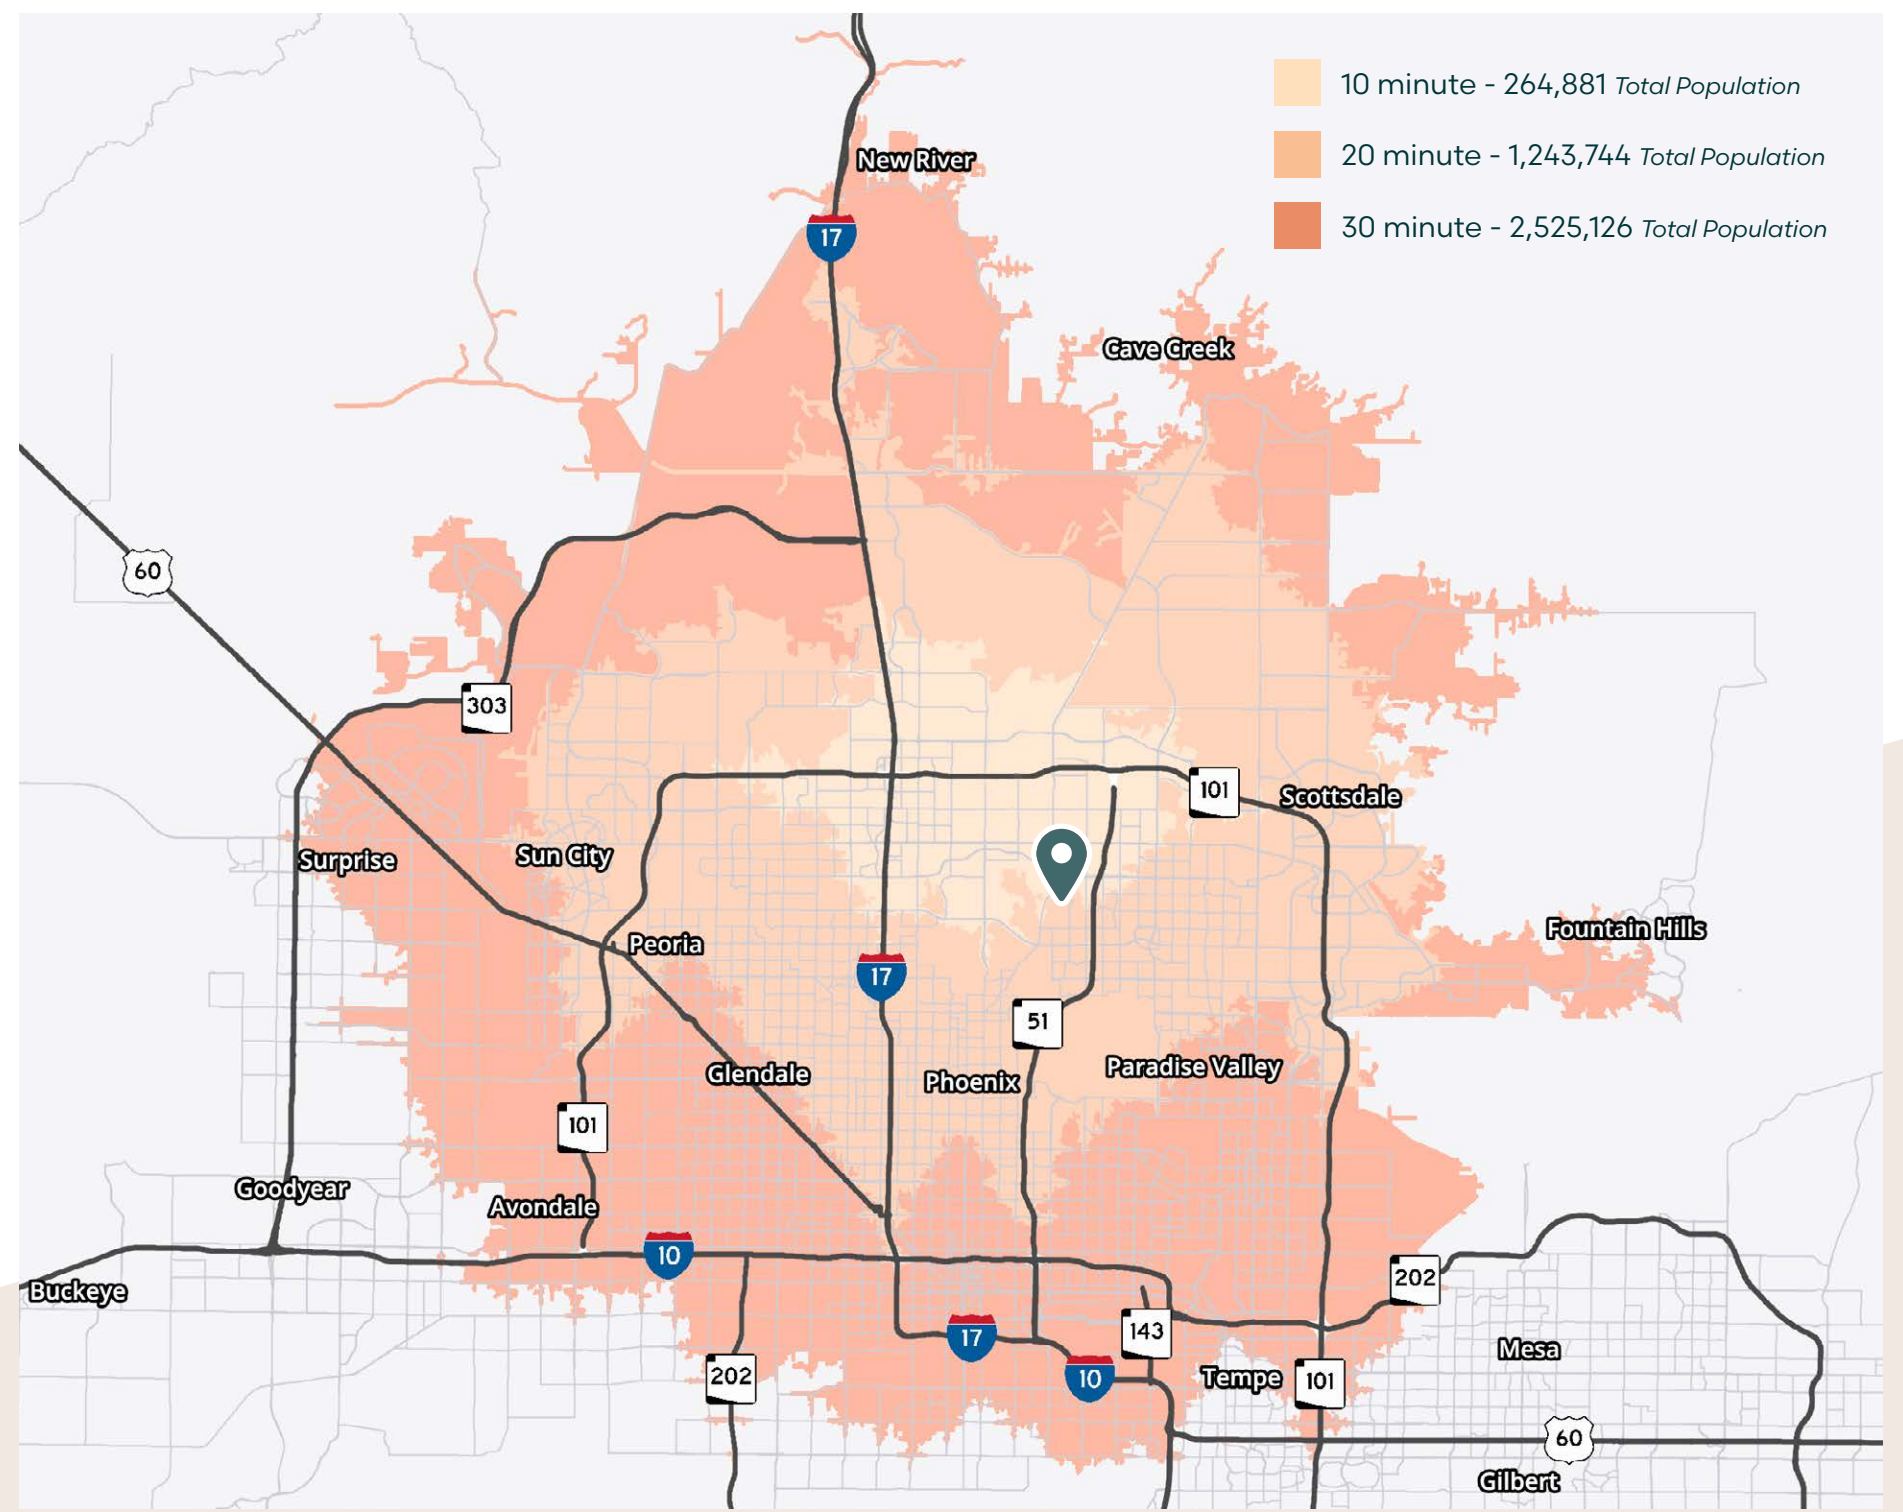 10 minute - 264,881 Total Population
20 minute - 1,243,744 Total Population
30 minute - 2,525,126 Total Population
New River
17
Cave Creek
60
303
101
Scottsdale
Surprise
Sun City
Fountain Hills
Peoria
17
51
Glendale
Phoenix
Paradise Valley
101
Goodyear
Avondale
10
202
Buckeye
143
17
Mesa
202
10
Tempe
101
60
Gilbert